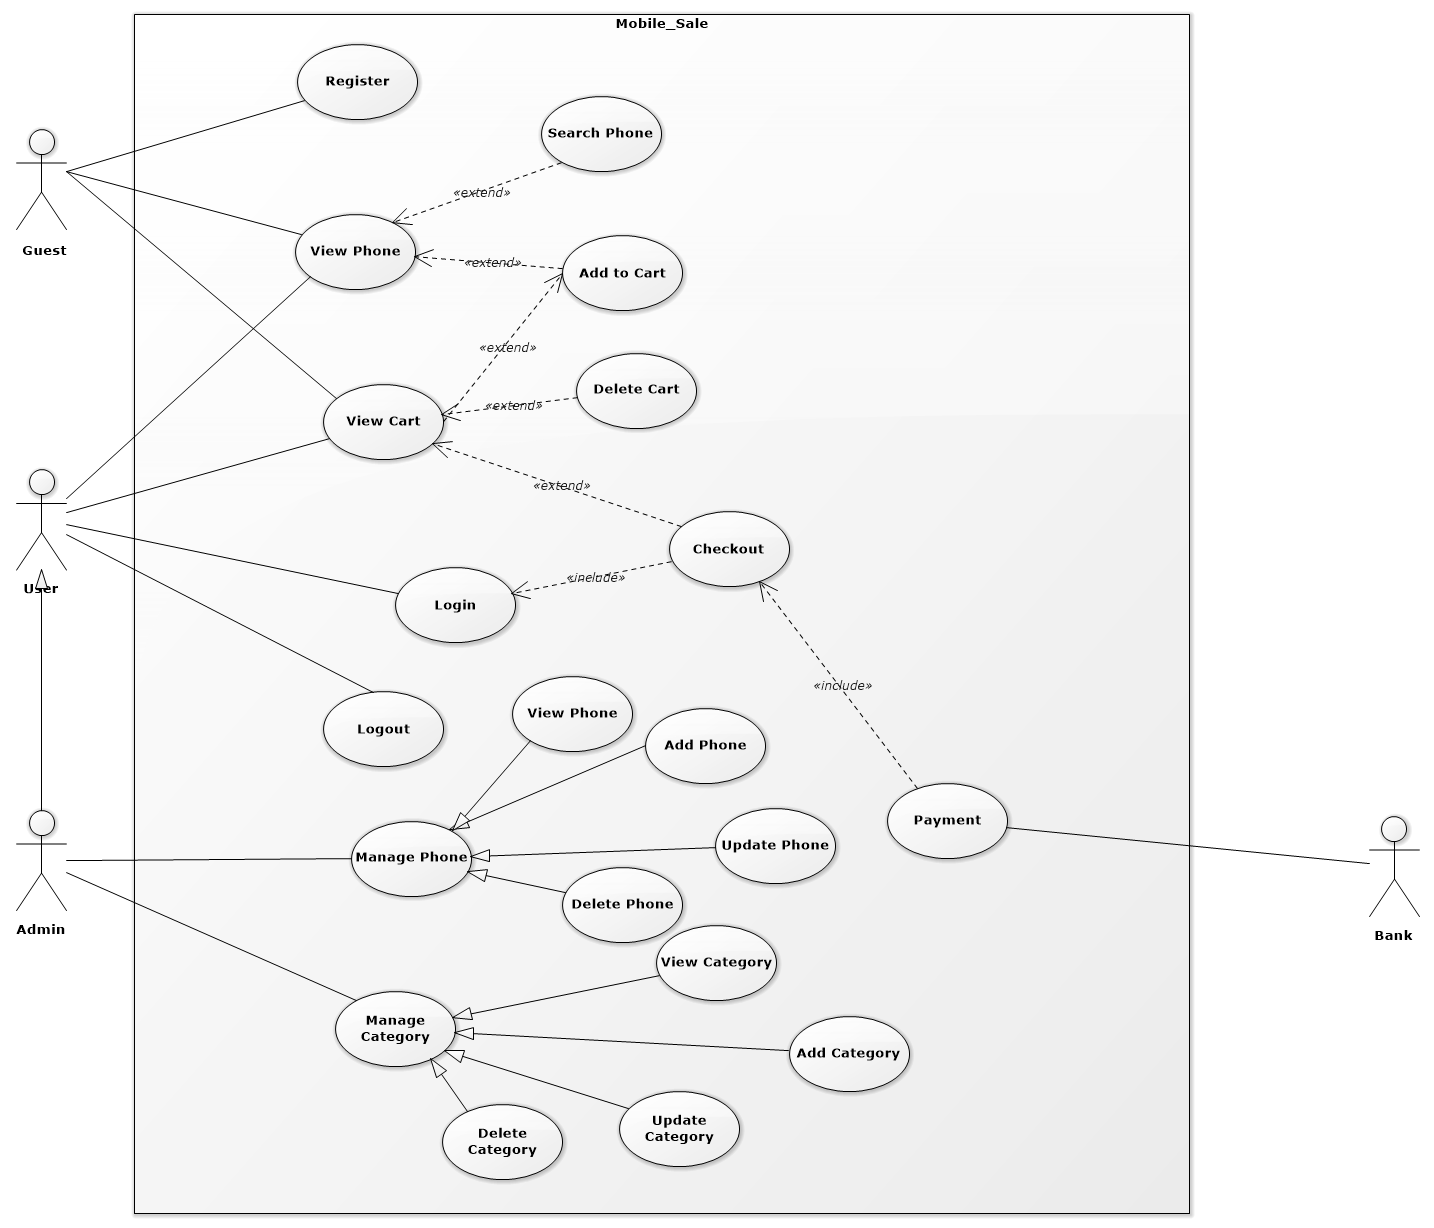 Mobile_Sale
Register
Search Phone
«extend»
Guest
View Phone
«extend»
Add to Cart
«extend»
Delete Cart
«extend»
View Cart
«extend»
Checkout
«include»
User
Login
«include»
View Phone
Logout
Add Phone
Payment
Update Phone
Manage Phone
Delete Phone
Admin
Bank
View Category
Manage
Category
Add Category
Update
Category
Delete
Category